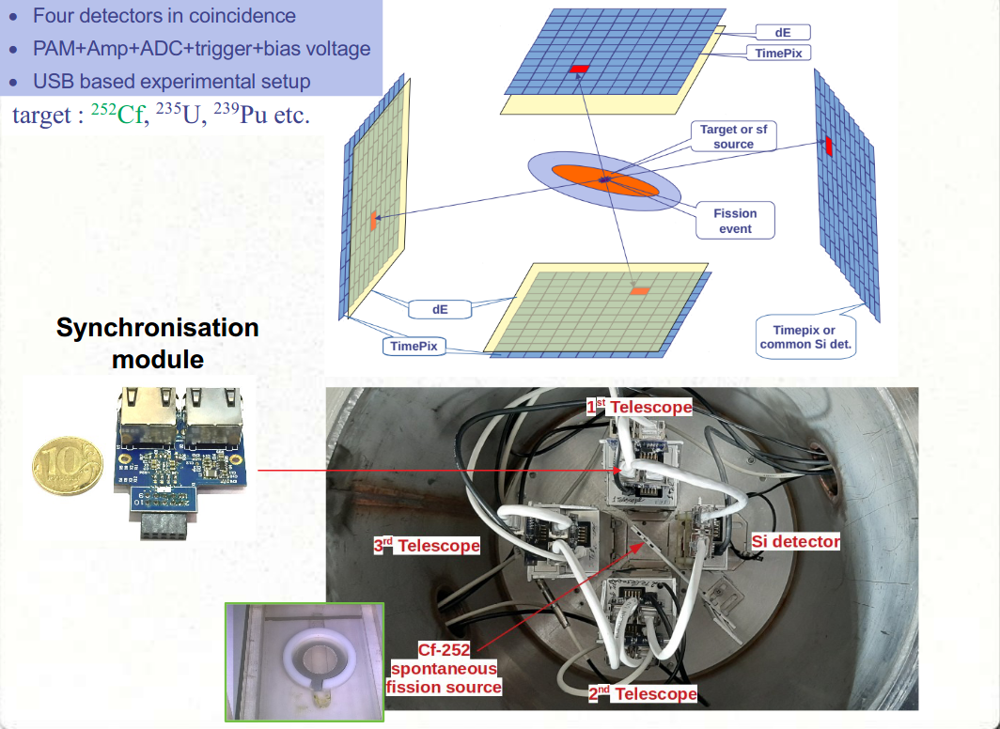 • Four detectors in coincidence
• PAM+Amp+ADC+trigger+bias voltage
• USB based experimental setup
target : ²⁵²Cf, ²³⁵U, ²³⁹Pu etc.
dE
TimePix
Target or sf
source
Fission
event
dE
TimePix
Timepix or
common Si det.
Synchronisation
module
10
1st Telescope
3rd Telescope
Si detector
Cf-252
spontaneous
fission source
2nd Telescope